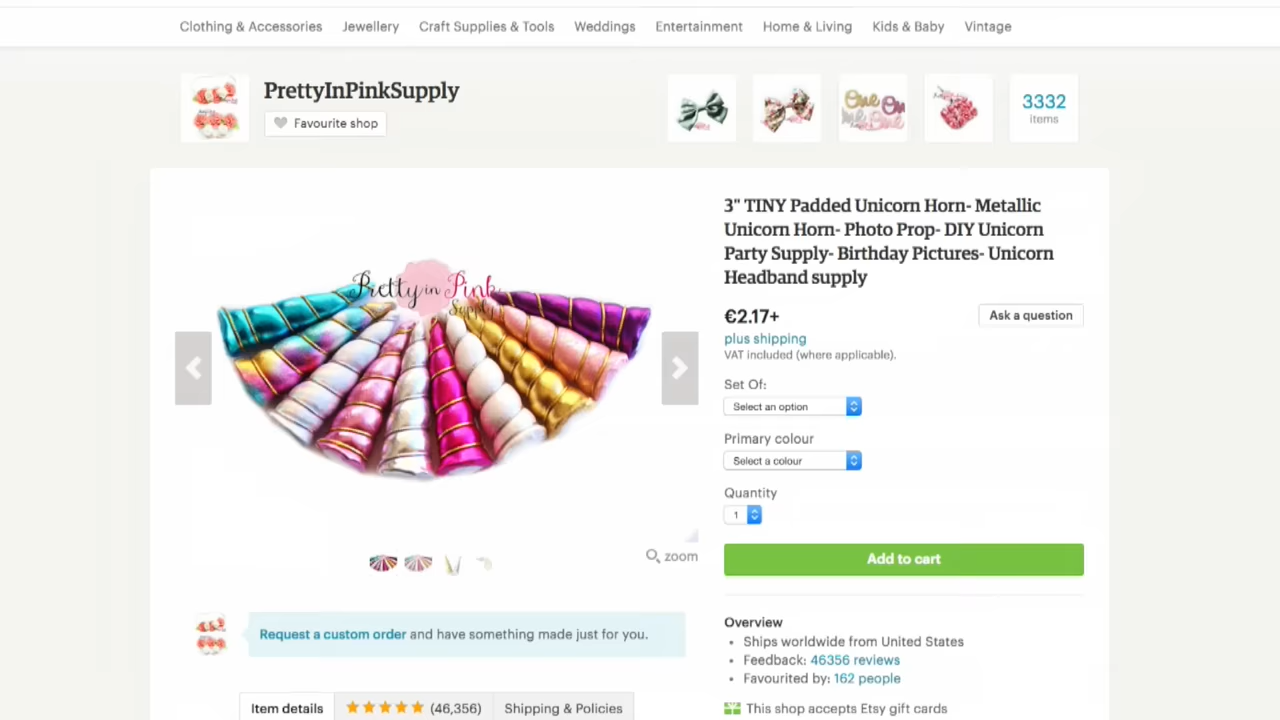 Clothing & Accessories Jewellery Craft Supplies & Tools Weddings Entertainment Home & Living Kids & Baby Vintage
PrettyInPinkSupply
Favourite shop
One
3332
items
3" TINY Padded Unicorn Horn- Metallic
Unicorn Horn- Photo Prop- DIY Unicorn
Party Supply- Birthday Pictures- Unicorn
Headband supply
€2.17+
Ask a question
plus shipping
VAT included (where applicable).
Set Of:
Select an option
Primary colour
Select a colour
Quantity
1
Add to cart
Pretty in Pink
Supply
zoom
Request a custom order and have something made just for you.
Overview
• Ships worldwide from United States
• Feedback: 46356 reviews
• Favourited by: 162 people
This shop accepts Etsy gift cards
Item details (46,356) Shipping & Policies